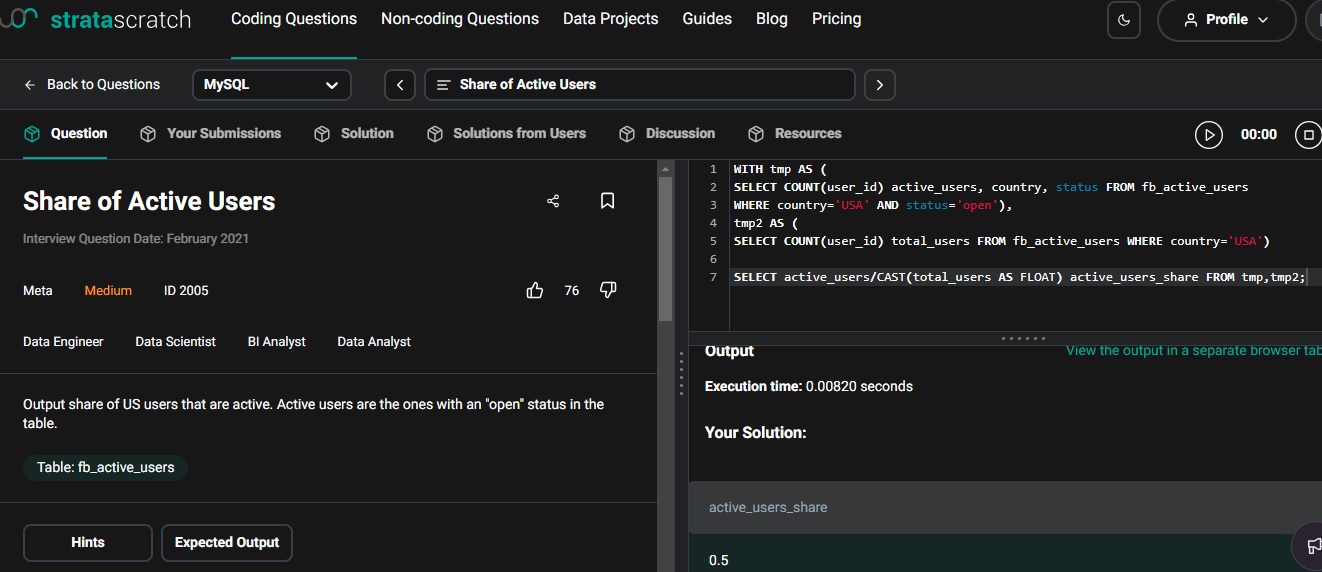 stratascratch Coding Questions Non-coding Questions Data Projects Guides Blog Pricing Profile
Back to Questions MySQL Share of Active Users
Question Your Submissions Solution Solutions from Users Discussion Resources 00:00
Share of Active Users
Interview Question Date: February 2021
Meta Medium ID 2005 76
Data Engineer Data Scientist BI Analyst Data Analyst
Output share of US users that are active. Active users are the ones with an "open" status in the
table.
Table: fb_active_users
Hints Expected Output
1 WITH tmp AS (
2 SELECT COUNT(user_id) active_users, country, status FROM fb_active_users
3 WHERE country='USA' AND status='open'),
4 tmp2 AS (
5 SELECT COUNT(user_id) total_users FROM fb_active_users WHERE country='USA')
6
7 SELECT active_users/CAST(total_users AS FLOAT) active_users_share FROM tmp,tmp2;
Output View the output in a separate browser tab
Execution time: 0.00820 seconds
Your Solution:
active_users_share
0.5